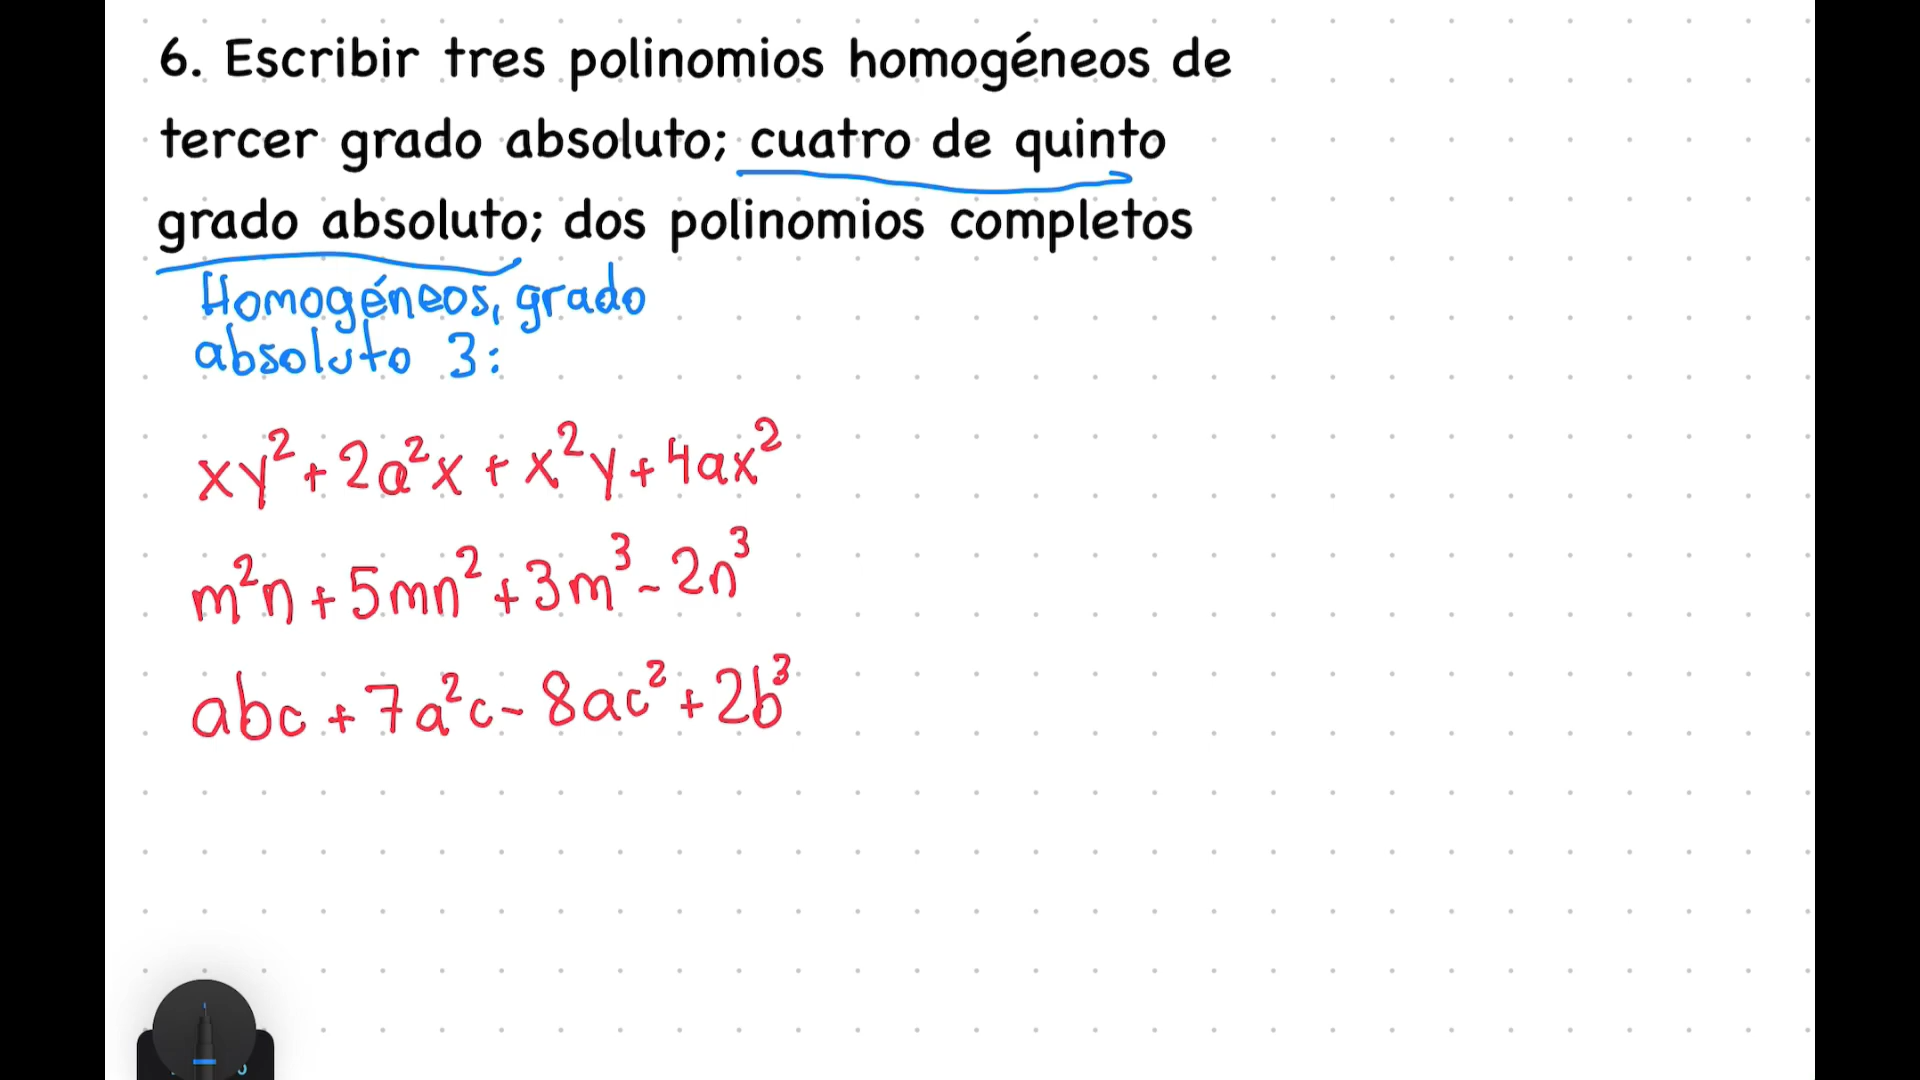 6. Escribir tres polinomios homogéneos de
tercer grado absoluto; cuatro de quinto
grado absoluto; dos polinomios completos
Homogéneos, grado
absoluto 3:
xy² + 2a²x + x²y + 4ax²
m²n + 5mn² + 3m³ - 2n³
abc + 7a²c - 8ac² + 2b³